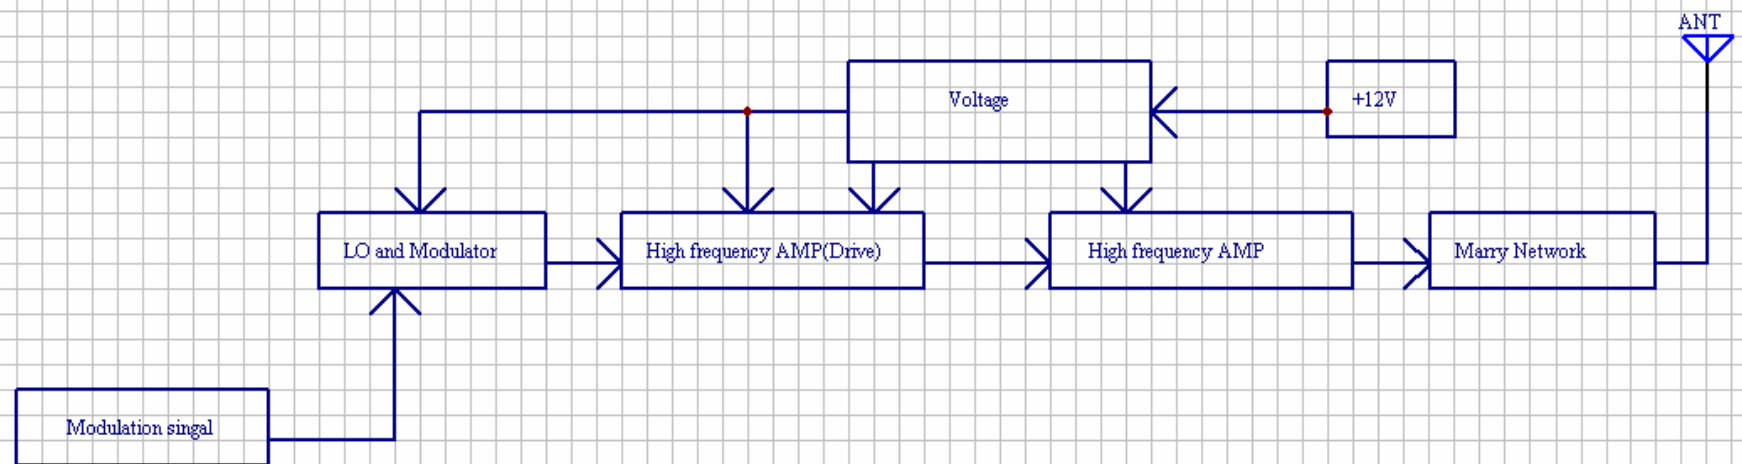 ANT
Voltage
+12V
LO and Modulator
High frequency AMP(Drive)
High frequency AMP
Marry Network
Modulation singal